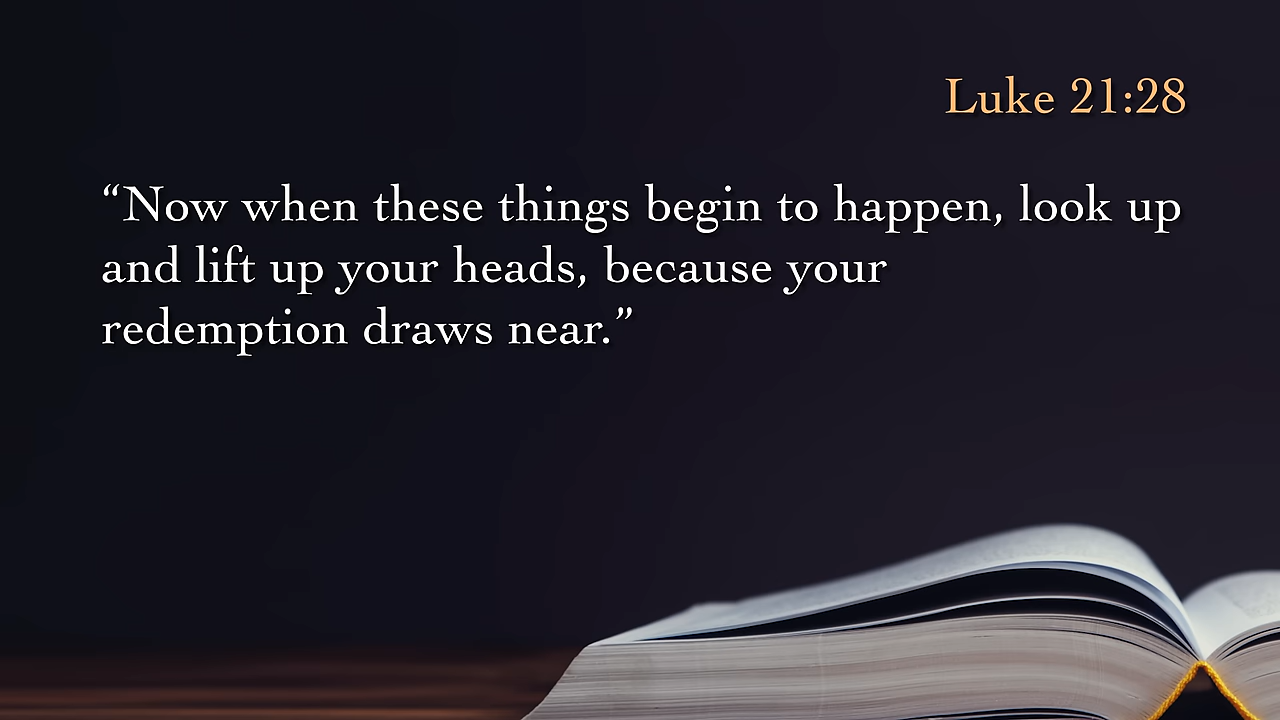 Luke 21:28
“Now when these things begin to happen, look up
and lift up your heads, because your
redemption draws near.”